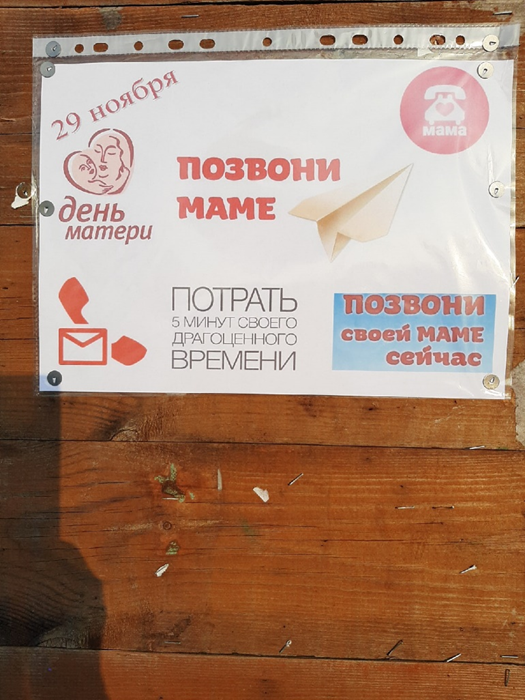 29 ноября
мама
ПОЗВОНИ
МАМЕ
день
матери
ПОТРАТЬ
5 МИНУТ СВОЕГО
ДРАГОЦЕННОГО
ВРЕМЕНИ
ПОЗВОНИ
своей МАМЕ
сейчас